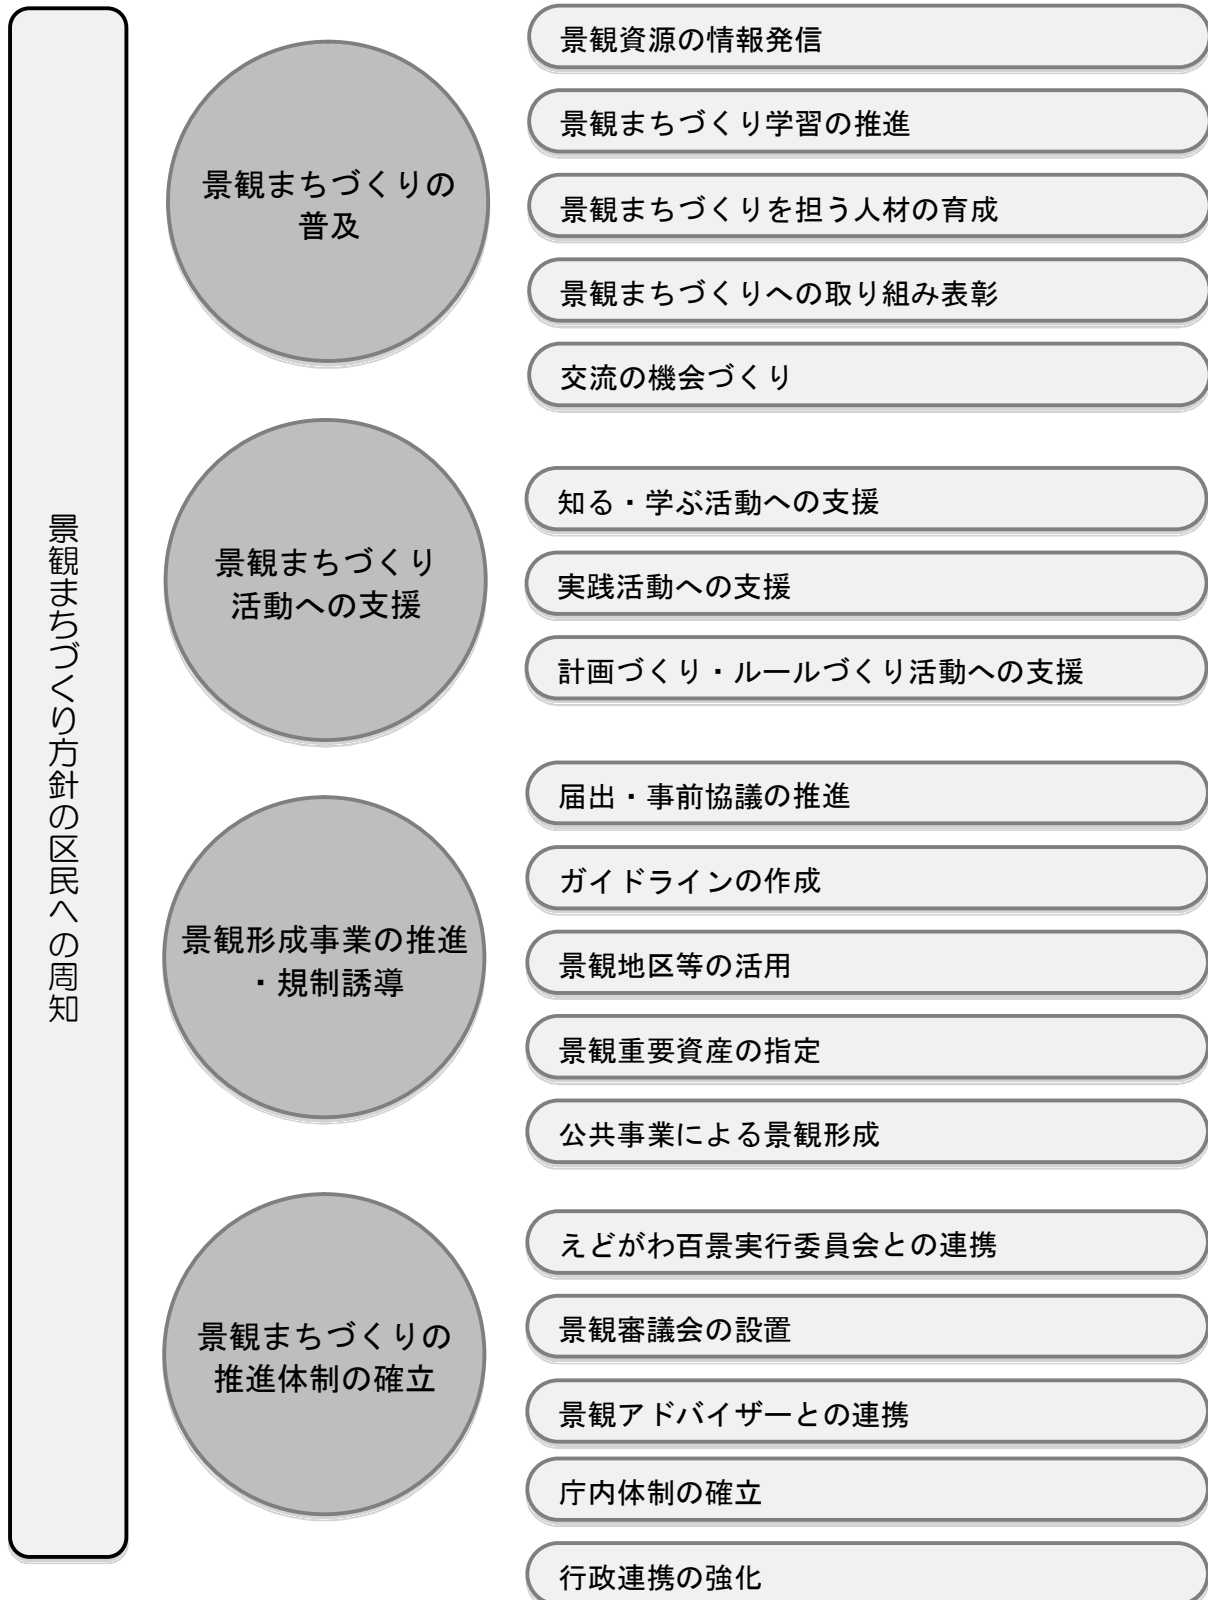 景観まちづくり方針の区民への周知
景観まちづくりの
普及
景観資源の情報発信
景観まちづくり学習の推進
景観まちづくりを担う人材の育成
景観まちづくりへの取り組み表彰
交流の機会づくり
景観まちづくり
活動への支援
知る・学ぶ活動への支援
実践活動への支援
計画づくり・ルールづくり活動への支援
景観形成事業の推進
・規制誘導
届出・事前協議の推進
ガイドラインの作成
景観地区等の活用
景観重要資産の指定
公共事業による景観形成
景観まちづくりの
推進体制の確立
えどがわ百景実行委員会との連携
景観審議会の設置
景観アドバイザーとの連携
庁内体制の確立
行政連携の強化